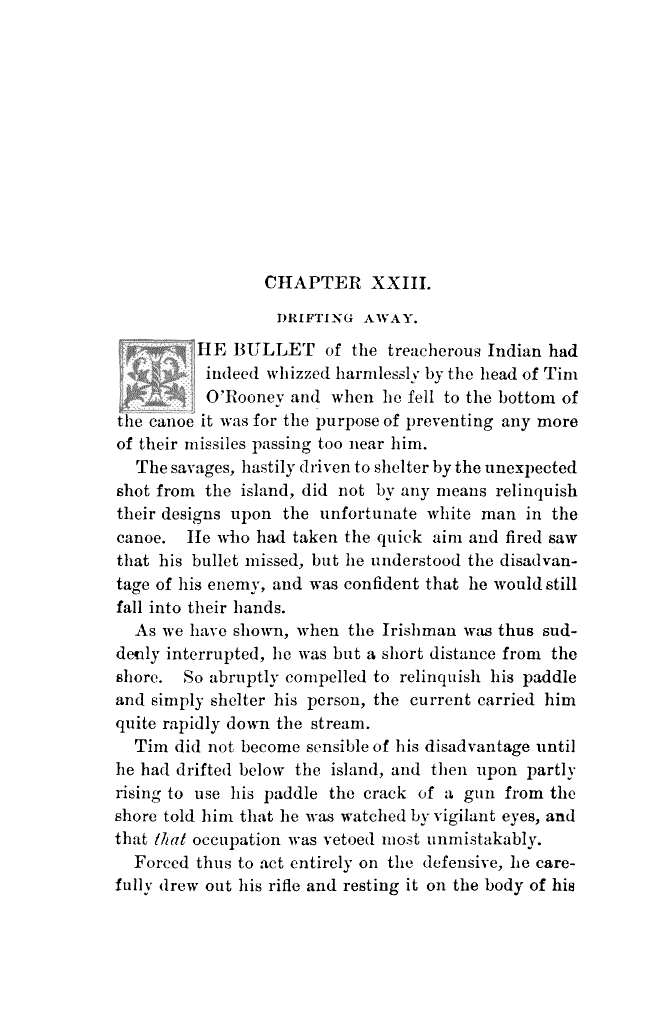 CHAPTER XXIII.
DRIFTING AWAY.
THE BULLET of the treacherous Indian had
indeed whizzed harmlessly by the head of Tim
O'Rooney and when he fell to the bottom of
the canoe it was for the purpose of preventing any more
of their missiles passing too near him.
The savages, hastily driven to shelter by the unexpected
shot from the island, did not by any means relinquish
their designs upon the unfortunate white man in the
canoe. He who had taken the quick aim and fired saw
that his bullet missed, but he understood the disadvan-
tage of his enemy, and was confident that he would still
fall into their hands.
As we have shown, when the Irishman was thus sud-
denly interrupted, he was but a short distance from the
shore. So abruptly compelled to relinquish his paddle
and simply shelter his person, the current carried him
quite rapidly down the stream.
Tim did not become sensible of his disadvantage until
he had drifted below the island, and then upon partly
rising to use his paddle the crack of a gun from the
shore told him that he was watched by vigilant eyes, and
that that occupation was vetoed most unmistakably.
Forced thus to act entirely on the defensive, he care-
fully drew out his rifle and resting it on the body of his